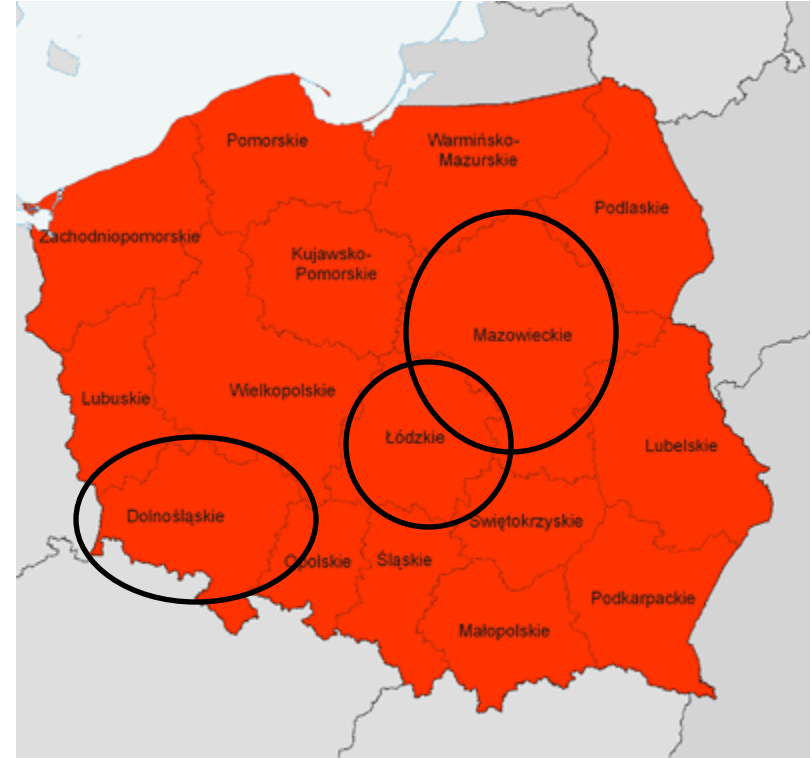 Pomorskie
Warmińsko-
Mazurskie
Podlaskie
Zachodniopomorskie
Kujawsko-
Pomorskie
Mazowieckie
Wielkopolskie
Lubuskie
Łódzkie
Lubelskie
Dolnośląskie
Świętokrzyskie
Opolskie
Śląskie
Podkarpackie
Małopolskie